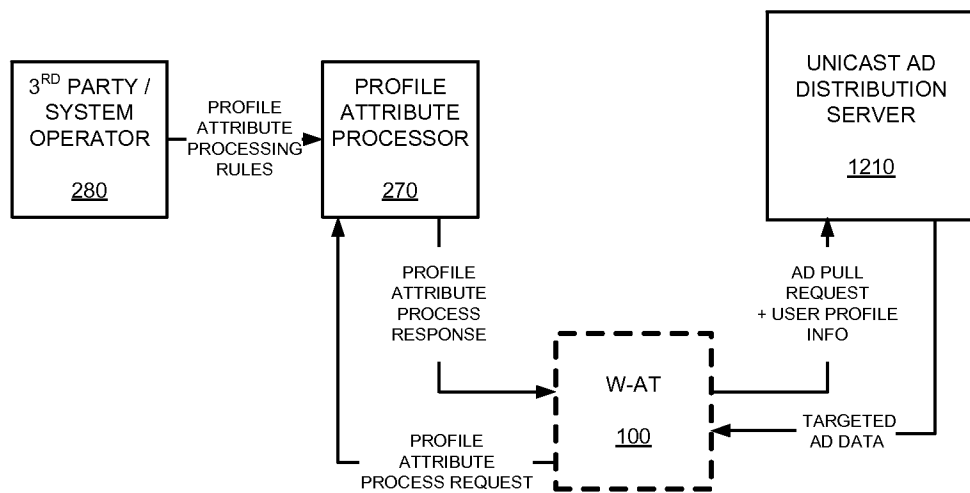 3RD PARTY /
SYSTEM
OPERATOR
280
PROFILE
ATTRIBUTE
PROCESSING
RULES
PROFILE
ATTRIBUTE
PROCESSOR
270
UNICAST AD
DISTRIBUTION
SERVER
1210
PROFILE
ATTRIBUTE
PROCESS
RESPONSE
AD PULL
REQUEST
+ USER PROFILE
INFO
W-AT
100
TARGETED
AD DATA
PROFILE
ATTRIBUTE
PROCESS REQUEST